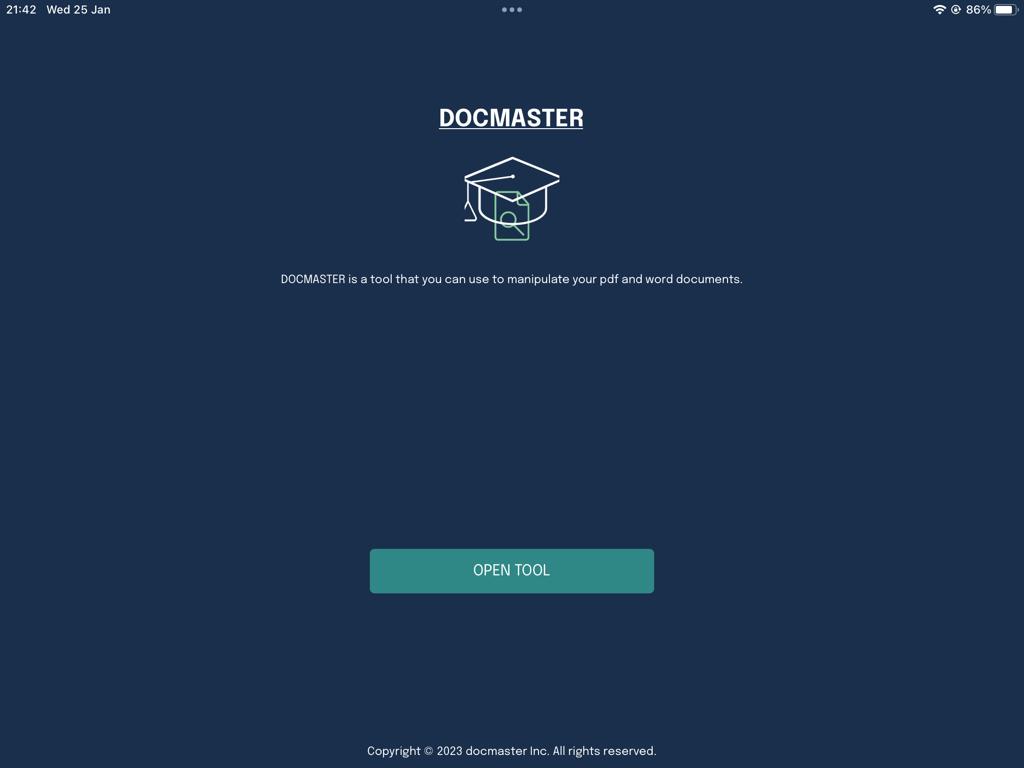 21:42 Wed 25 Jan
86%
DOCMASTER
DOCMASTER is a tool that you can use to manipulate your pdf and word documents.
OPEN TOOL
Copyright © 2023 docmaster Inc. All rights reserved.